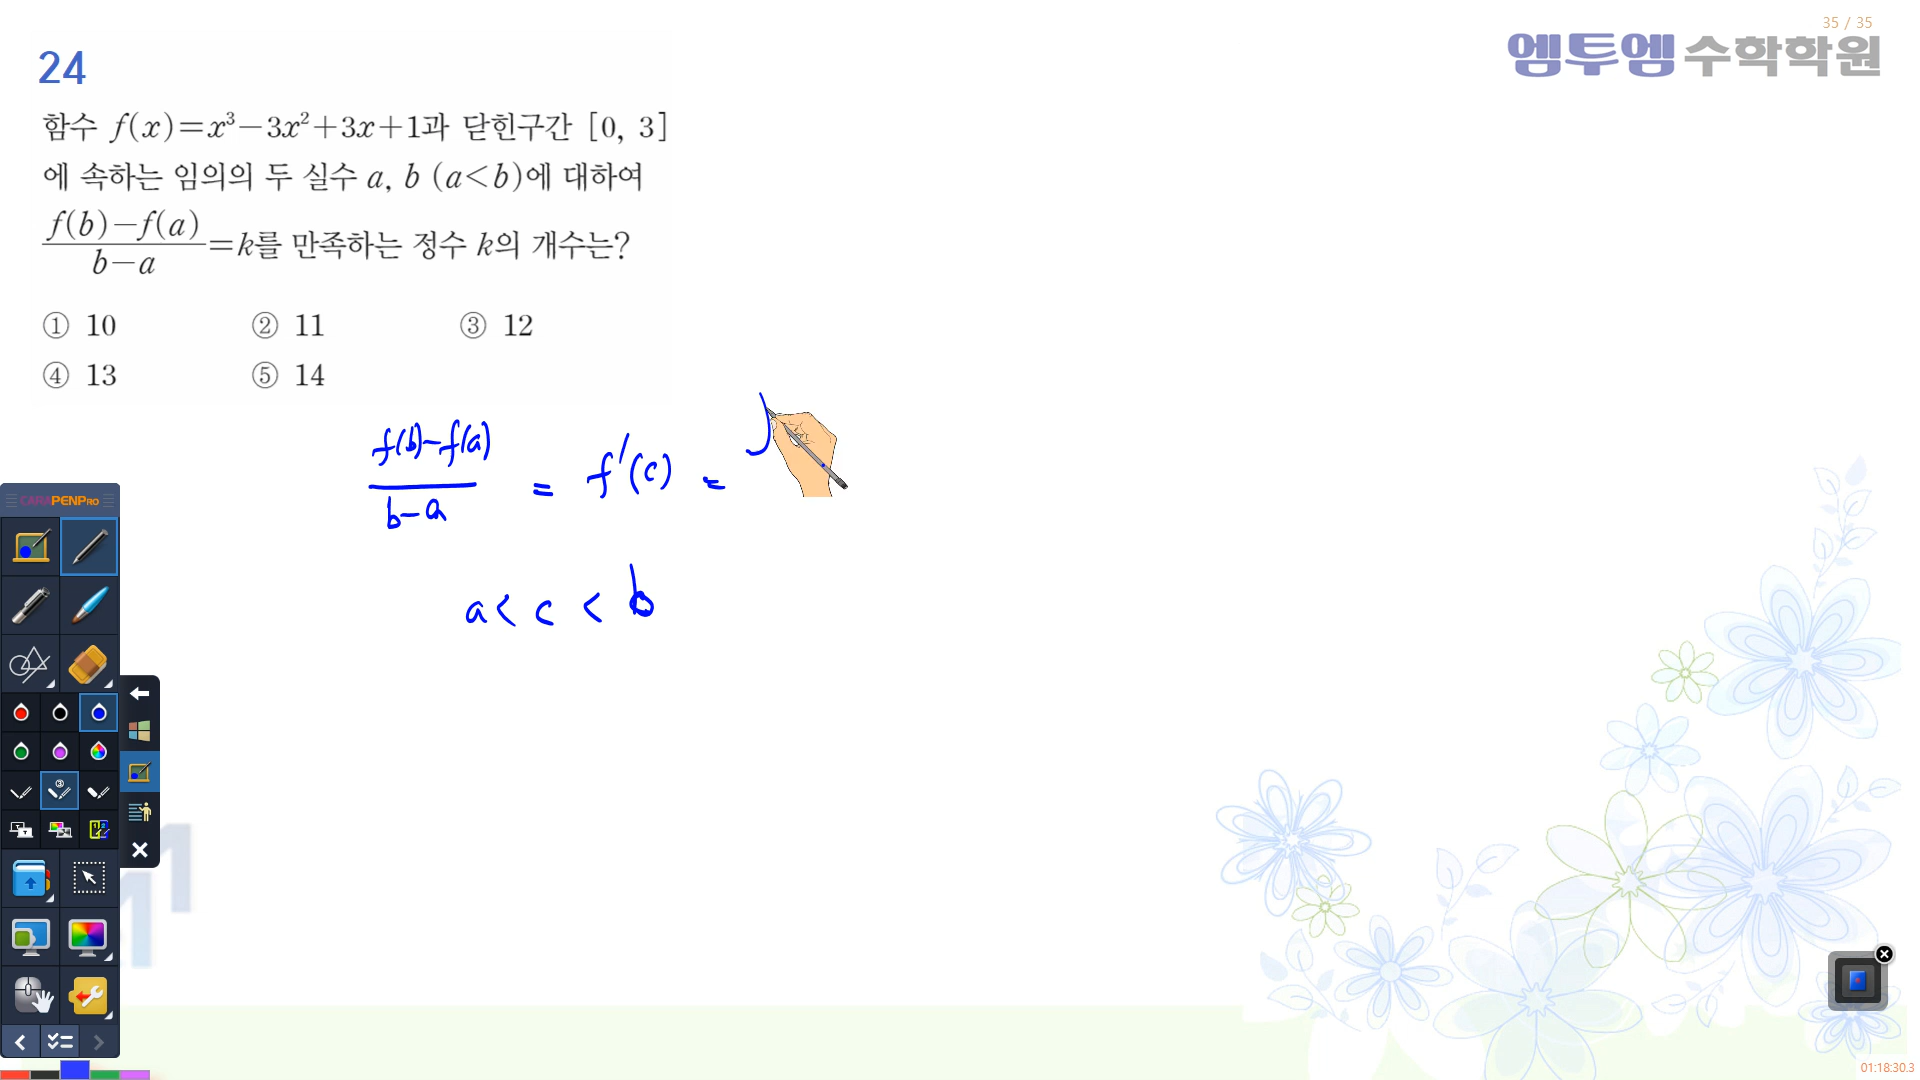 35 / 35
엠투엠 수학학원
24
함수 f(x)=x³-3x²+3x+1과 닫힌구간 [0, 3]
에 속하는 임의의 두 실수 a, b (a<b)에 대하여
f(b)-f(a)
b-a
=k를 만족하는 정수 k의 개수는?
① 10 ② 11 ③ 12
④ 13 ⑤ 14
f(b)-f(a)
b-a
= f'(c) =
a < c < b
CARAPENPRO
01:18:30.3